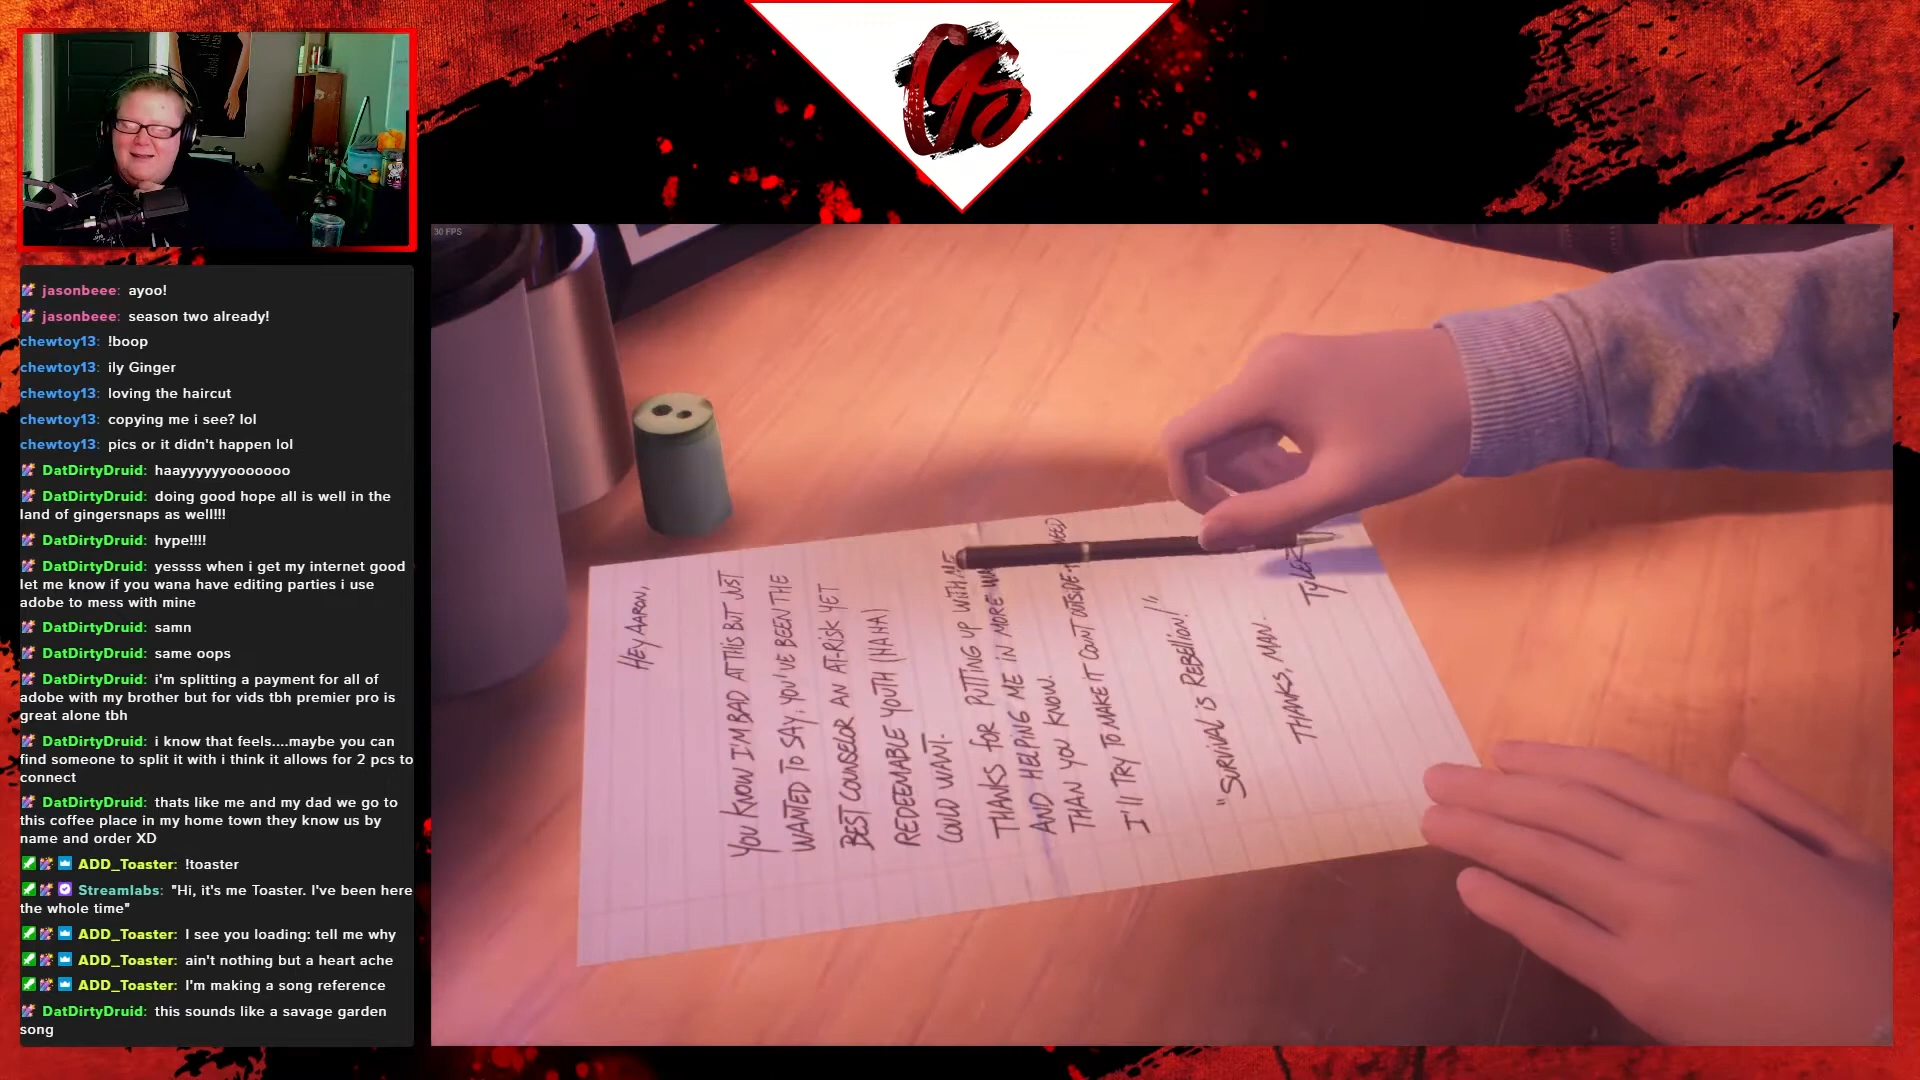 GS
30 FPS
jasonbeee: ayoo!
jasonbeee: season two already!
chewtoy13: !boop
chewtoy13: ily Ginger
chewtoy13: loving the haircut
chewtoy13: copying me i see? lol
chewtoy13: pics or it didn't happen lol
DatDirtyDruid: haayyyyyyooooooo
DatDirtyDruid: doing good hope all is well in the
land of gingersnaps as well!!!
DatDirtyDruid: hype!!!!
DatDirtyDruid: yessss when i get my internet good
let me know if you wana have editing parties i use
adobe to mess with mine
DatDirtyDruid: samn
DatDirtyDruid: same oops
DatDirtyDruid: i'm splitting a payment for all of
adobe with my brother but for vids tbh premier pro is
great alone tbh
DatDirtyDruid: i know that feels....maybe you can
find someone to split it with i think it allows for 2 pcs to
connect
DatDirtyDruid: thats like me and my dad we go to
this coffee place in my home town they know us by
name and order XD
ADD_Toaster: !toaster
Streamlabs: "Hi, it's me Toaster. I've been here
the whole time"
ADD_Toaster: I see you loading: tell me why
ADD_Toaster: ain't nothing but a heart ache
ADD_Toaster: I'm making a song reference
DatDirtyDruid: this sounds like a savage garden
song
HEY AARON,
YOU KNOW I'M BAD AT THIS BUT JUST
WANTED TO SAY: YOU'VE BEEN THE
BEST COUNSELOR AN AT-RISK YET
REDEEMABLE YOUTH (HAHA)
COULD WANT.
THANKS FOR PUTTING UP WITH ME
AND HELPING ME IN MORE
THAN YOU KNOW.
I'll TRY TO MAKE IT COUNT OUTSIDE
"SURVIVAL IS REBELLION!"
THANKS, MAN.
TYLER